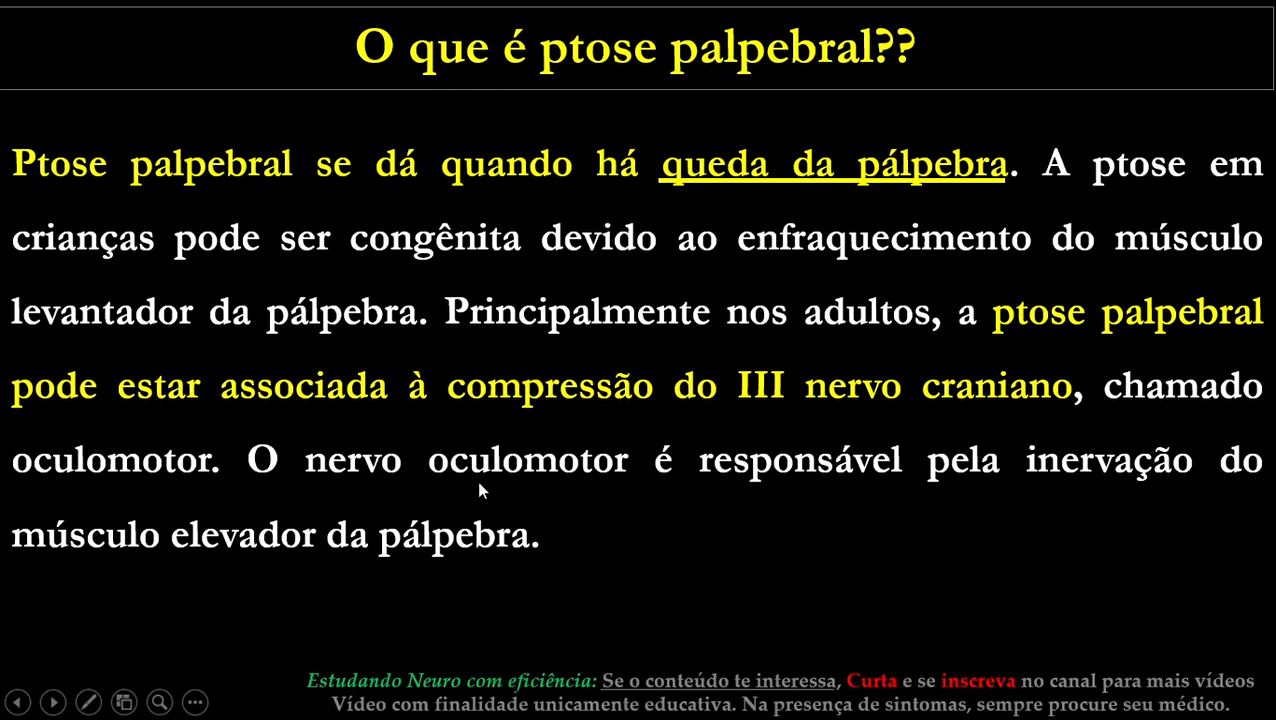 O que é ptose palpebral??
Ptose palpebral se dá quando há queda da pálpebra. A ptose em
crianças pode ser congênita devido ao enfraquecimento do músculo
levantador da pálpebra. Principalmente nos adultos, a ptose palpebral
pode estar associada à compressão do III nervo craniano, chamado
oculomotor. O nervo oculomotor é responsável pela inervação do
músculo elevador da pálpebra.
Estudando Neuro com eficiência: Se o conteúdo te interessa, Curta e se inscreva no canal para mais vídeos
Vídeo com finalidade unicamente educativa. Na presença de sintomas, sempre procure seu médico.